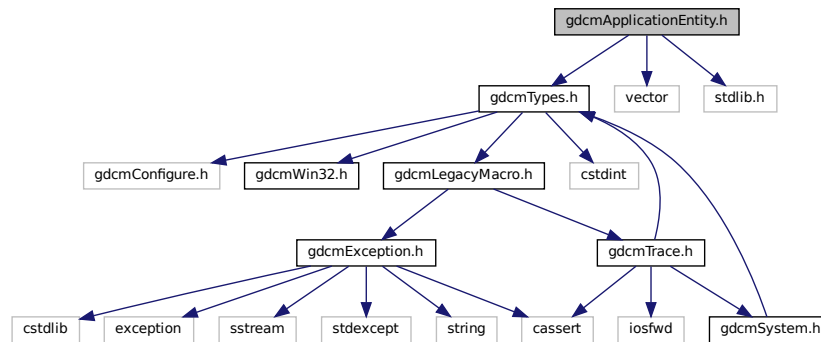 gdcmApplicationEntity.h
gdcmTypes.h
vector
stdlib.h
gdcmConfigure.h
gdcmWin32.h
gdcmLegacyMacro.h
cstdint
gdcmException.h
gdcmTrace.h
cstdlib
exception
sstream
stdexcept
string
cassert
iosfwd
gdcmSystem.h